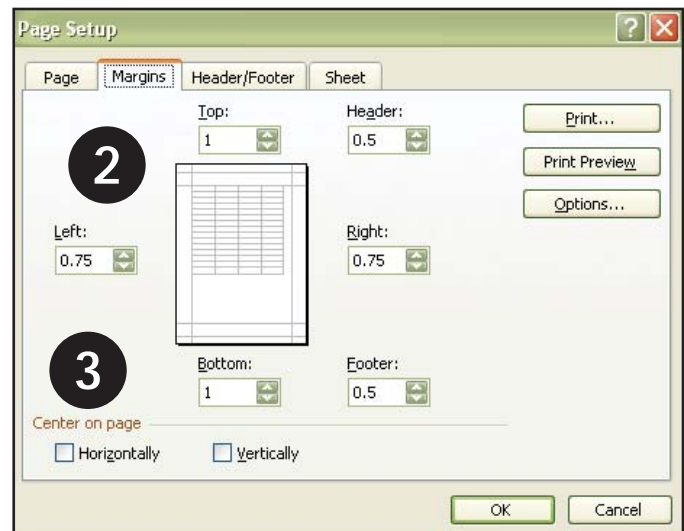 Page Setup
Page Margins Header/Footer Sheet
Top: Header:
1 0.5
Print...
2
Print Preview
Options...
Left: Right:
0.75 0.75
3
Bottom: Footer:
1 0.5
Center on page
Horizontally Vertically
OK Cancel